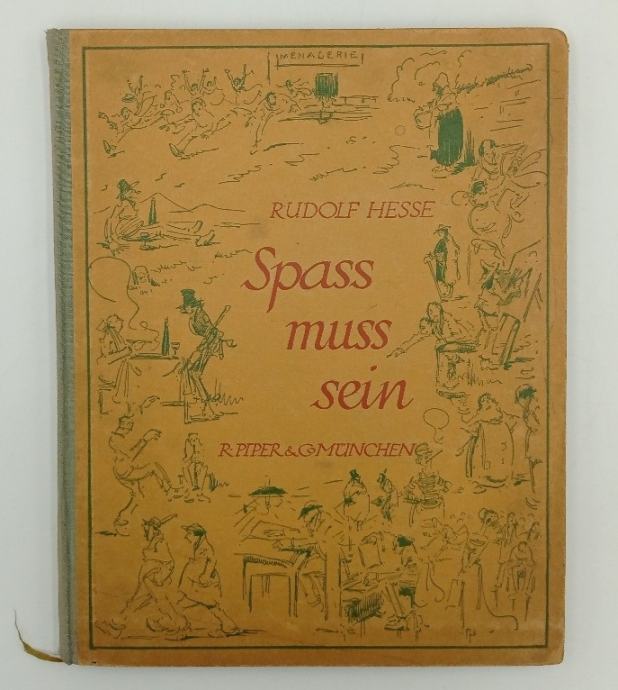 MENAGERIE
RUDOLF HESSE
Spass
muss
sein
R. PIPER & Co MÜNCHEN